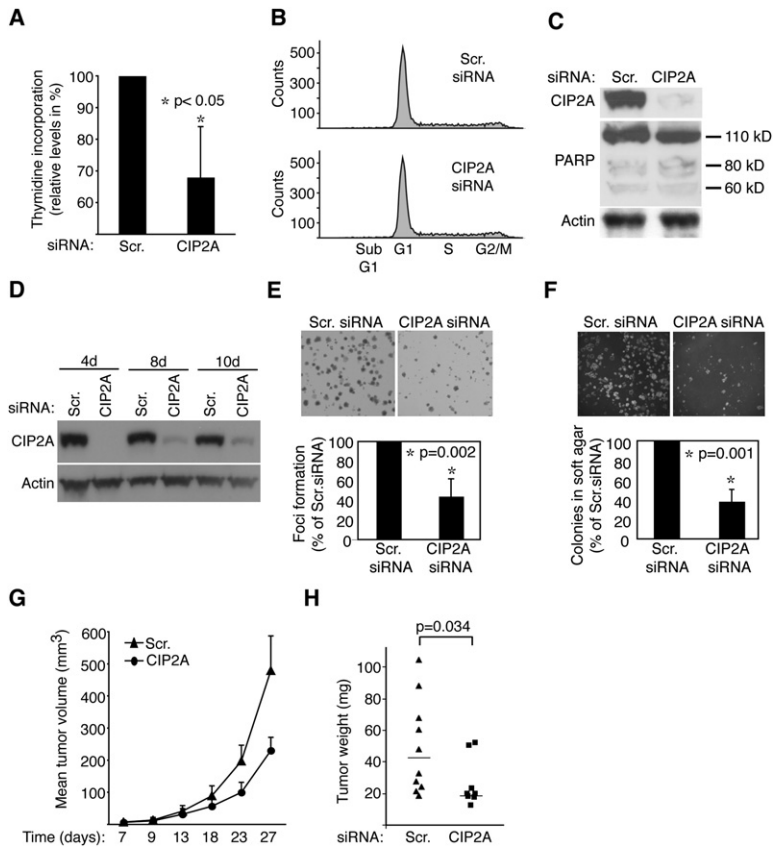 A
Thymidine incorporation
(relative levels in %)
100
90
80
70
60
* p< 0.05
*
siRNA:
Scr.
CIP2A
B
Counts
500
300
100
Scr.
siRNA
Counts
500
300
100
CIP2A
siRNA
Sub
G1
G1
S
G2/M
C
siRNA:
Scr.
CIP2A
CIP2A
PARP
110 kD
80 kD
60 kD
Actin
D
4d
8d
10d
siRNA:
Scr.
CIP2A
Scr.
CIP2A
Scr.
CIP2A
CIP2A
Actin
E
Scr. siRNA
CIP2A siRNA
Foci formation
(% of Scr.siRNA)
100
80
60
40
20
0
* p=0.002
*
Scr.
siRNA
CIP2A
siRNA
F
Scr. siRNA
CIP2A siRNA
Colonies in soft agar
(% of Scr.siRNA)
100
80
60
40
20
0
* p=0.001
*
Scr.
siRNA
CIP2A
siRNA
G
Mean tumor volume (mm3)
600
500
400
300
200
100
Scr.
CIP2A
Time (days):
7
9
13
18
23
27
H
p=0.034
Tumor weight (mg)
100
80
60
40
20
siRNA:
Scr.
CIP2A